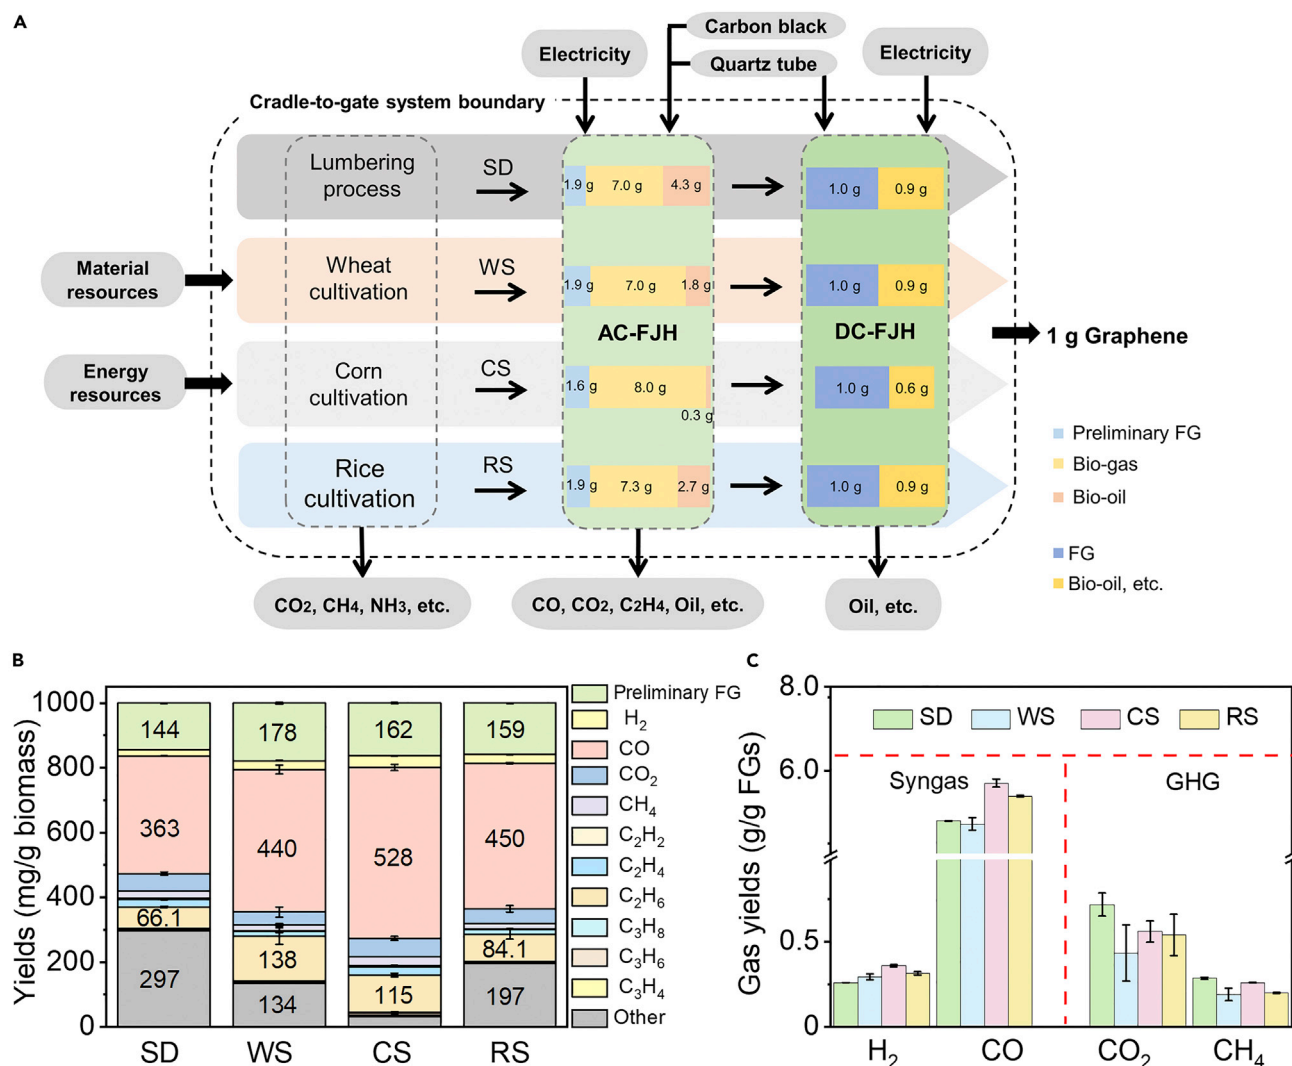 A
Electricity
Carbon black
Quartz tube
Electricity
Cradle-to-gate system boundary
Lumbering
process
SD
1.9 g
7.0 g
4.3 g
1.0 g
0.9 g
Material
resources
Wheat
cultivation
WS
1.9 g
7.0 g
1.8 g
1.0 g
0.9 g
AC-FJH
DC-FJH
1 g Graphene
Energy
resources
Corn
cultivation
CS
1.6 g
8.0 g
0.3 g
1.0 g
0.6 g
Rice
cultivation
RS
1.9 g
7.3 g
2.7 g
1.0 g
0.9 g
Preliminary FG
Bio-gas
Bio-oil
FG
Bio-oil, etc.
CO2, CH4, NH3, etc.
CO, CO2, C2H4, Oil, etc.
Oil, etc.
B
Yields (mg/g biomass)
1000
800
600
400
200
0
144
363
66.1
297
178
440
138
134
162
528
115
159
450
84.1
197
SD
WS
CS
RS
Preliminary FG
H2
CO
CO2
CH4
C2H2
C2H4
C2H6
C3H8
C3H6
C3H4
Other
C
Gas yields (g/g FGs)
8.0
6.0
0.5
0.0
SD
WS
CS
RS
Syngas
GHG
H2
CO
CO2
CH4